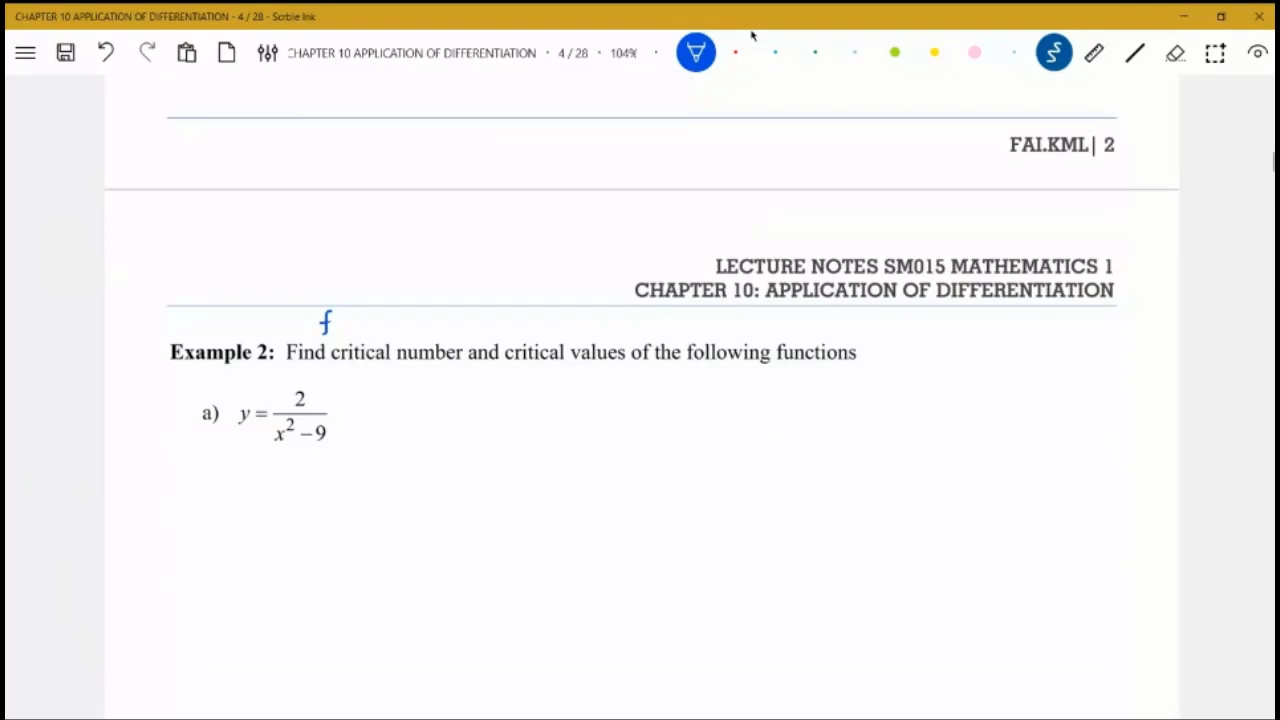 CHAPTER 10 APPLICATION OF DIFFERENTIATION - 4 / 28 - Scrble Ink
CHAPTER 10 APPLICATION OF DIFFERENTIATION • 4 / 28 • 104% •
FAI.KML| 2
LECTURE NOTES SM015 MATHEMATICS 1
CHAPTER 10: APPLICATION OF DIFFERENTIATION
f
Example 2: Find critical number and critical values of the following functions
a) y = 2 / (x² − 9)